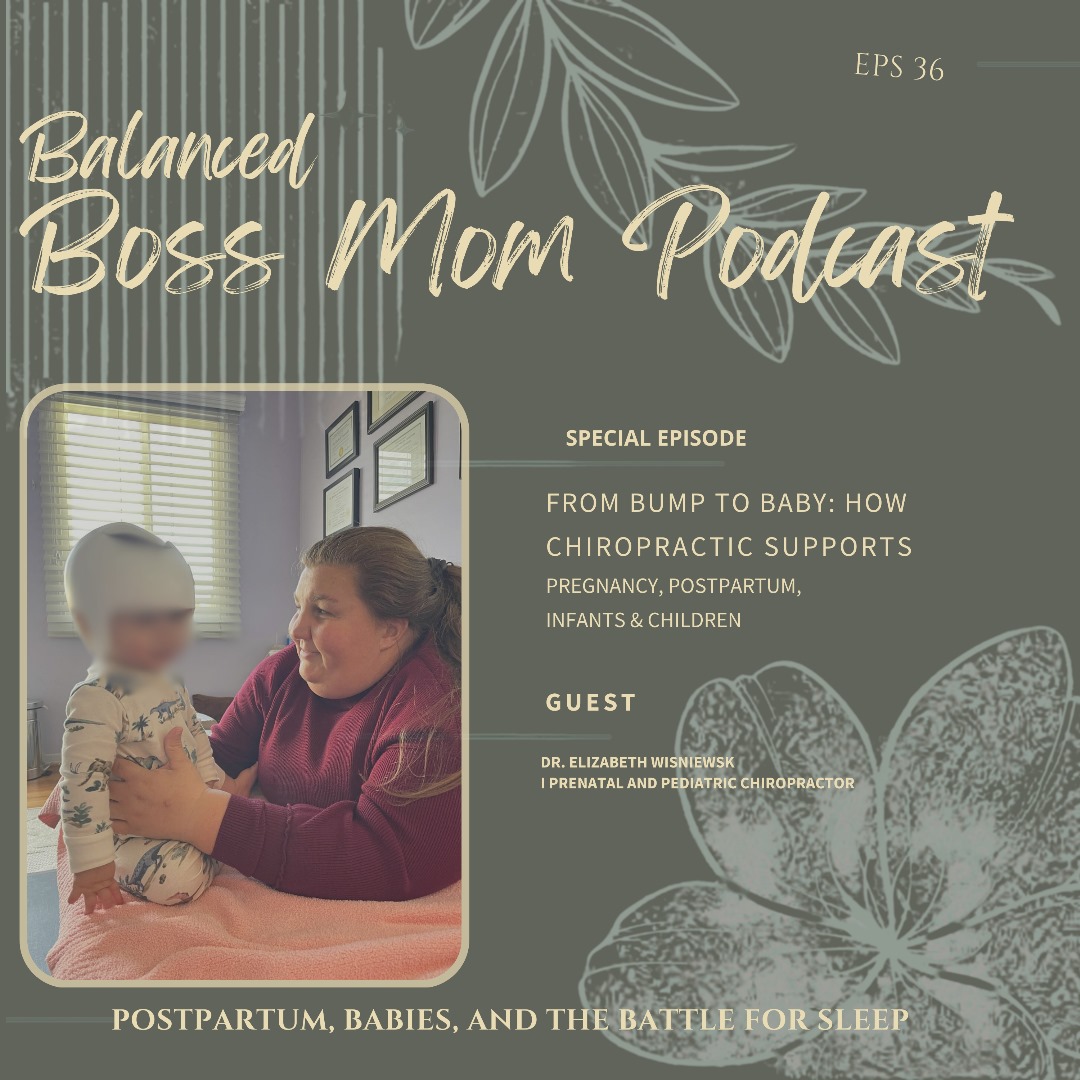 EPS 36
Balanced
Boss Mom Podcast
SPECIAL EPISODE
FROM BUMP TO BABY: HOW
CHIROPRACTIC SUPPORTS
PREGNANCY, POSTPARTUM,
INFANTS & CHILDREN
GUEST
DR. ELIZABETH WISNIEWSK
I PRENATAL AND PEDIATRIC CHIROPRACTOR
POSTPARTUM, BABIES, AND THE BATTLE FOR SLEEP